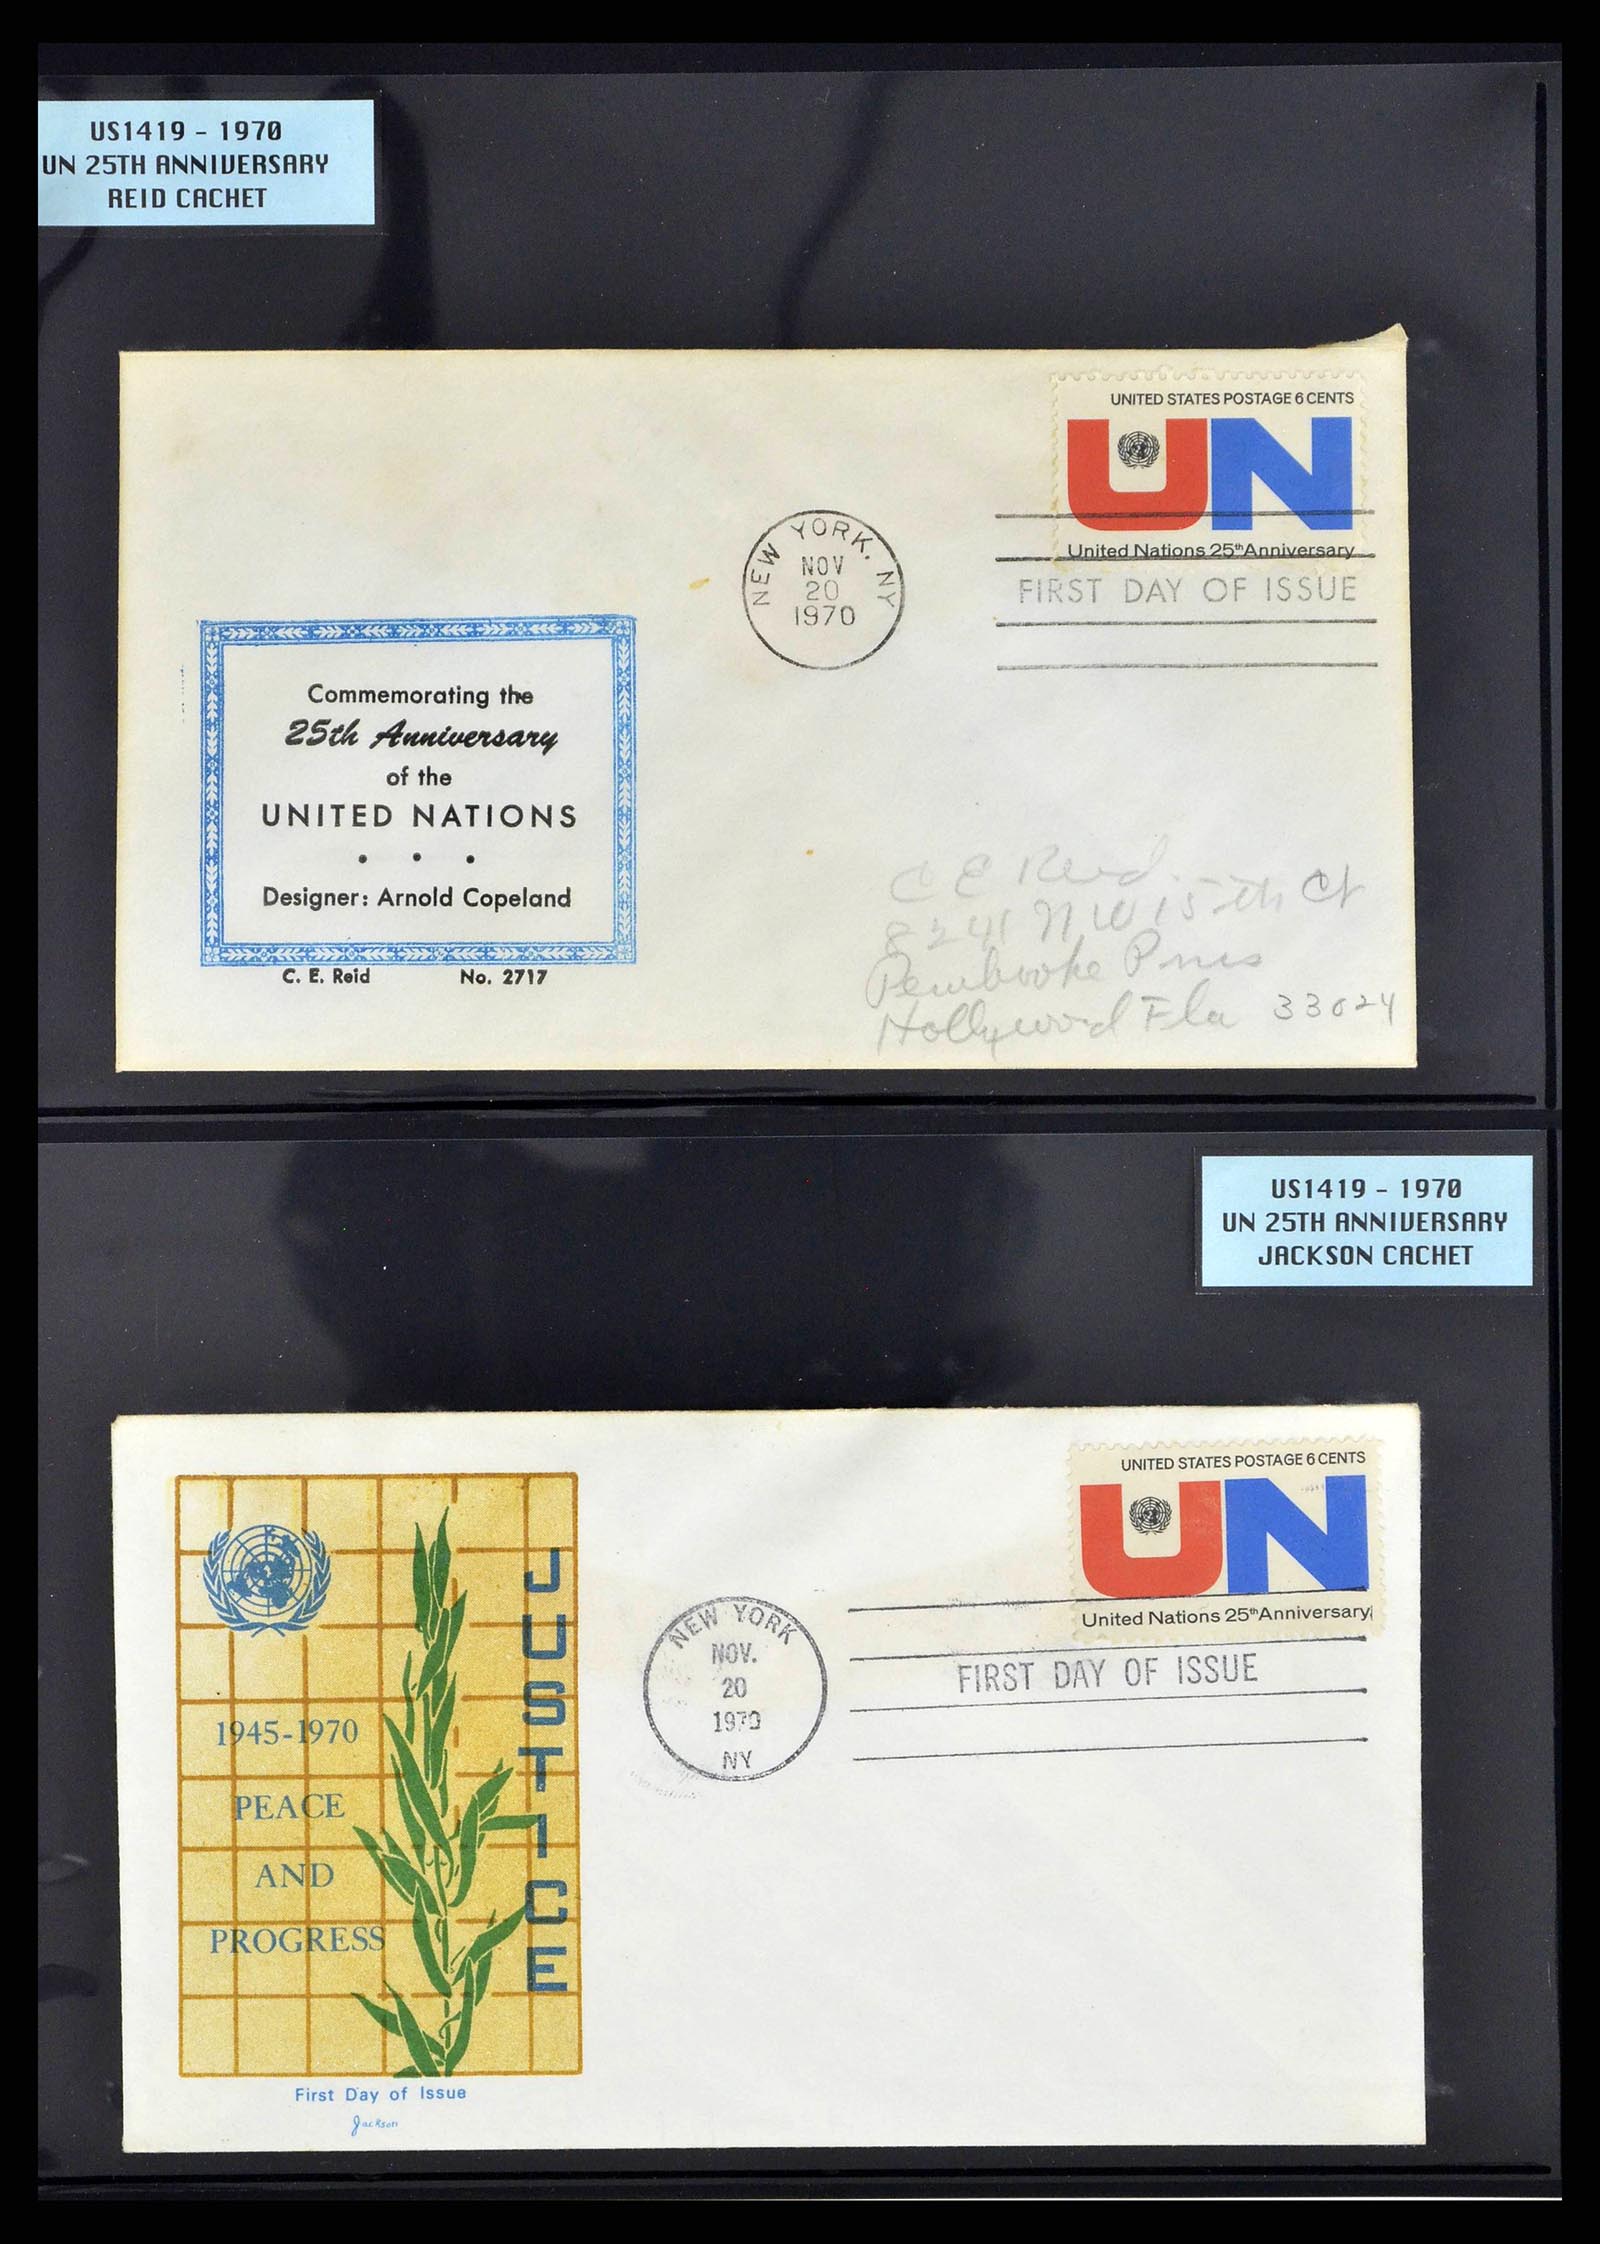 US1419 - 1970
UN 25TH ANNIVERSARY
REID CACHET
UNITED STATES POSTAGE 6 CENTS
UN
United Nations 25th Anniversary
NEW YORK, NY
NOV
20
1970
FIRST DAY OF ISSUE
Commemorating the
25th Anniversary
of the
UNITED NATIONS
• • •
Designer: Arnold Copeland
C. E. Reid No. 2717
C E Reid
8241 NW 15th Ct
Pembroke Pines
Hollywood Fla 33024
US1419 - 1970
UN 25TH ANNIVERSARY
JACKSON CACHET
UNITED STATES POSTAGE 6 CENTS
UN
United Nations 25th Anniversary
NEW YORK
NOV.
20
1970
NY
FIRST DAY OF ISSUE
JUSTICE
1945-1970
PEACE
AND
PROGRESS
First Day of Issue
Jackson